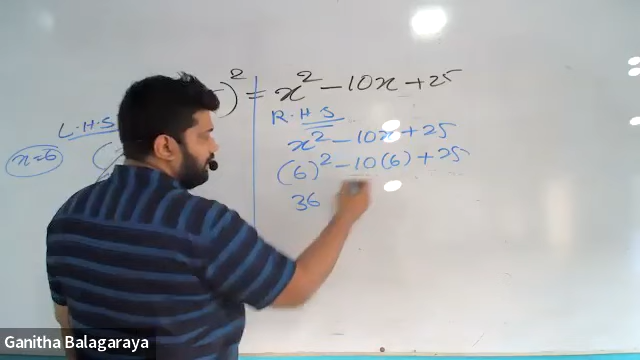 )² = x² - 10x + 25
L.H.S
R.H.S
x² - 10x + 25
x=6
(6)² - 10(6) + 25
36
Ganitha Balagaraya